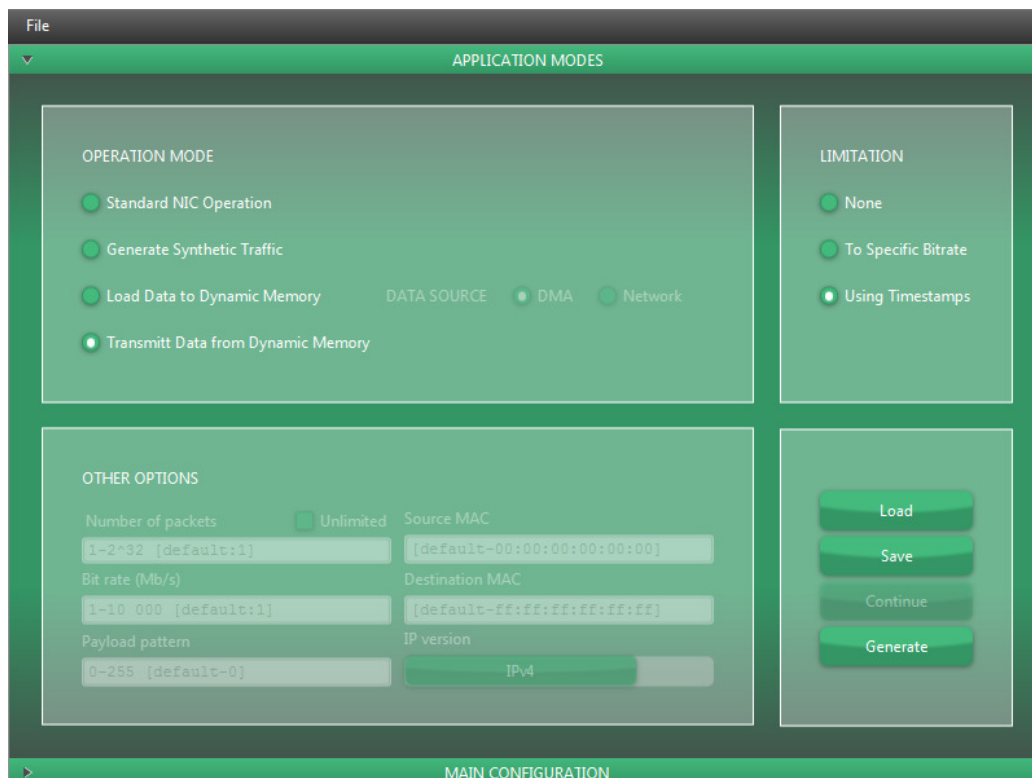 File
APPLICATION MODES
OPERATION MODE
Standard NIC Operation
Generate Synthetic Traffic
Load Data to Dynamic Memory DATA SOURCE DMA Network
Transmitt Data from Dynamic Memory
LIMITATION
None
To Specific Bitrate
Using Timestamps
OTHER OPTIONS
Number of packets Unlimited Source MAC
1-2^32 [default:1] [default-00:00:00:00:00:00]
Bit rate (Mb/s) Destination MAC
1-10 000 [default:1] [default-ff:ff:ff:ff:ff:ff]
Payload pattern IP version
0-255 [default-0] IPv4
Load
Save
Continue
Generate
MAIN CONFIGURATION